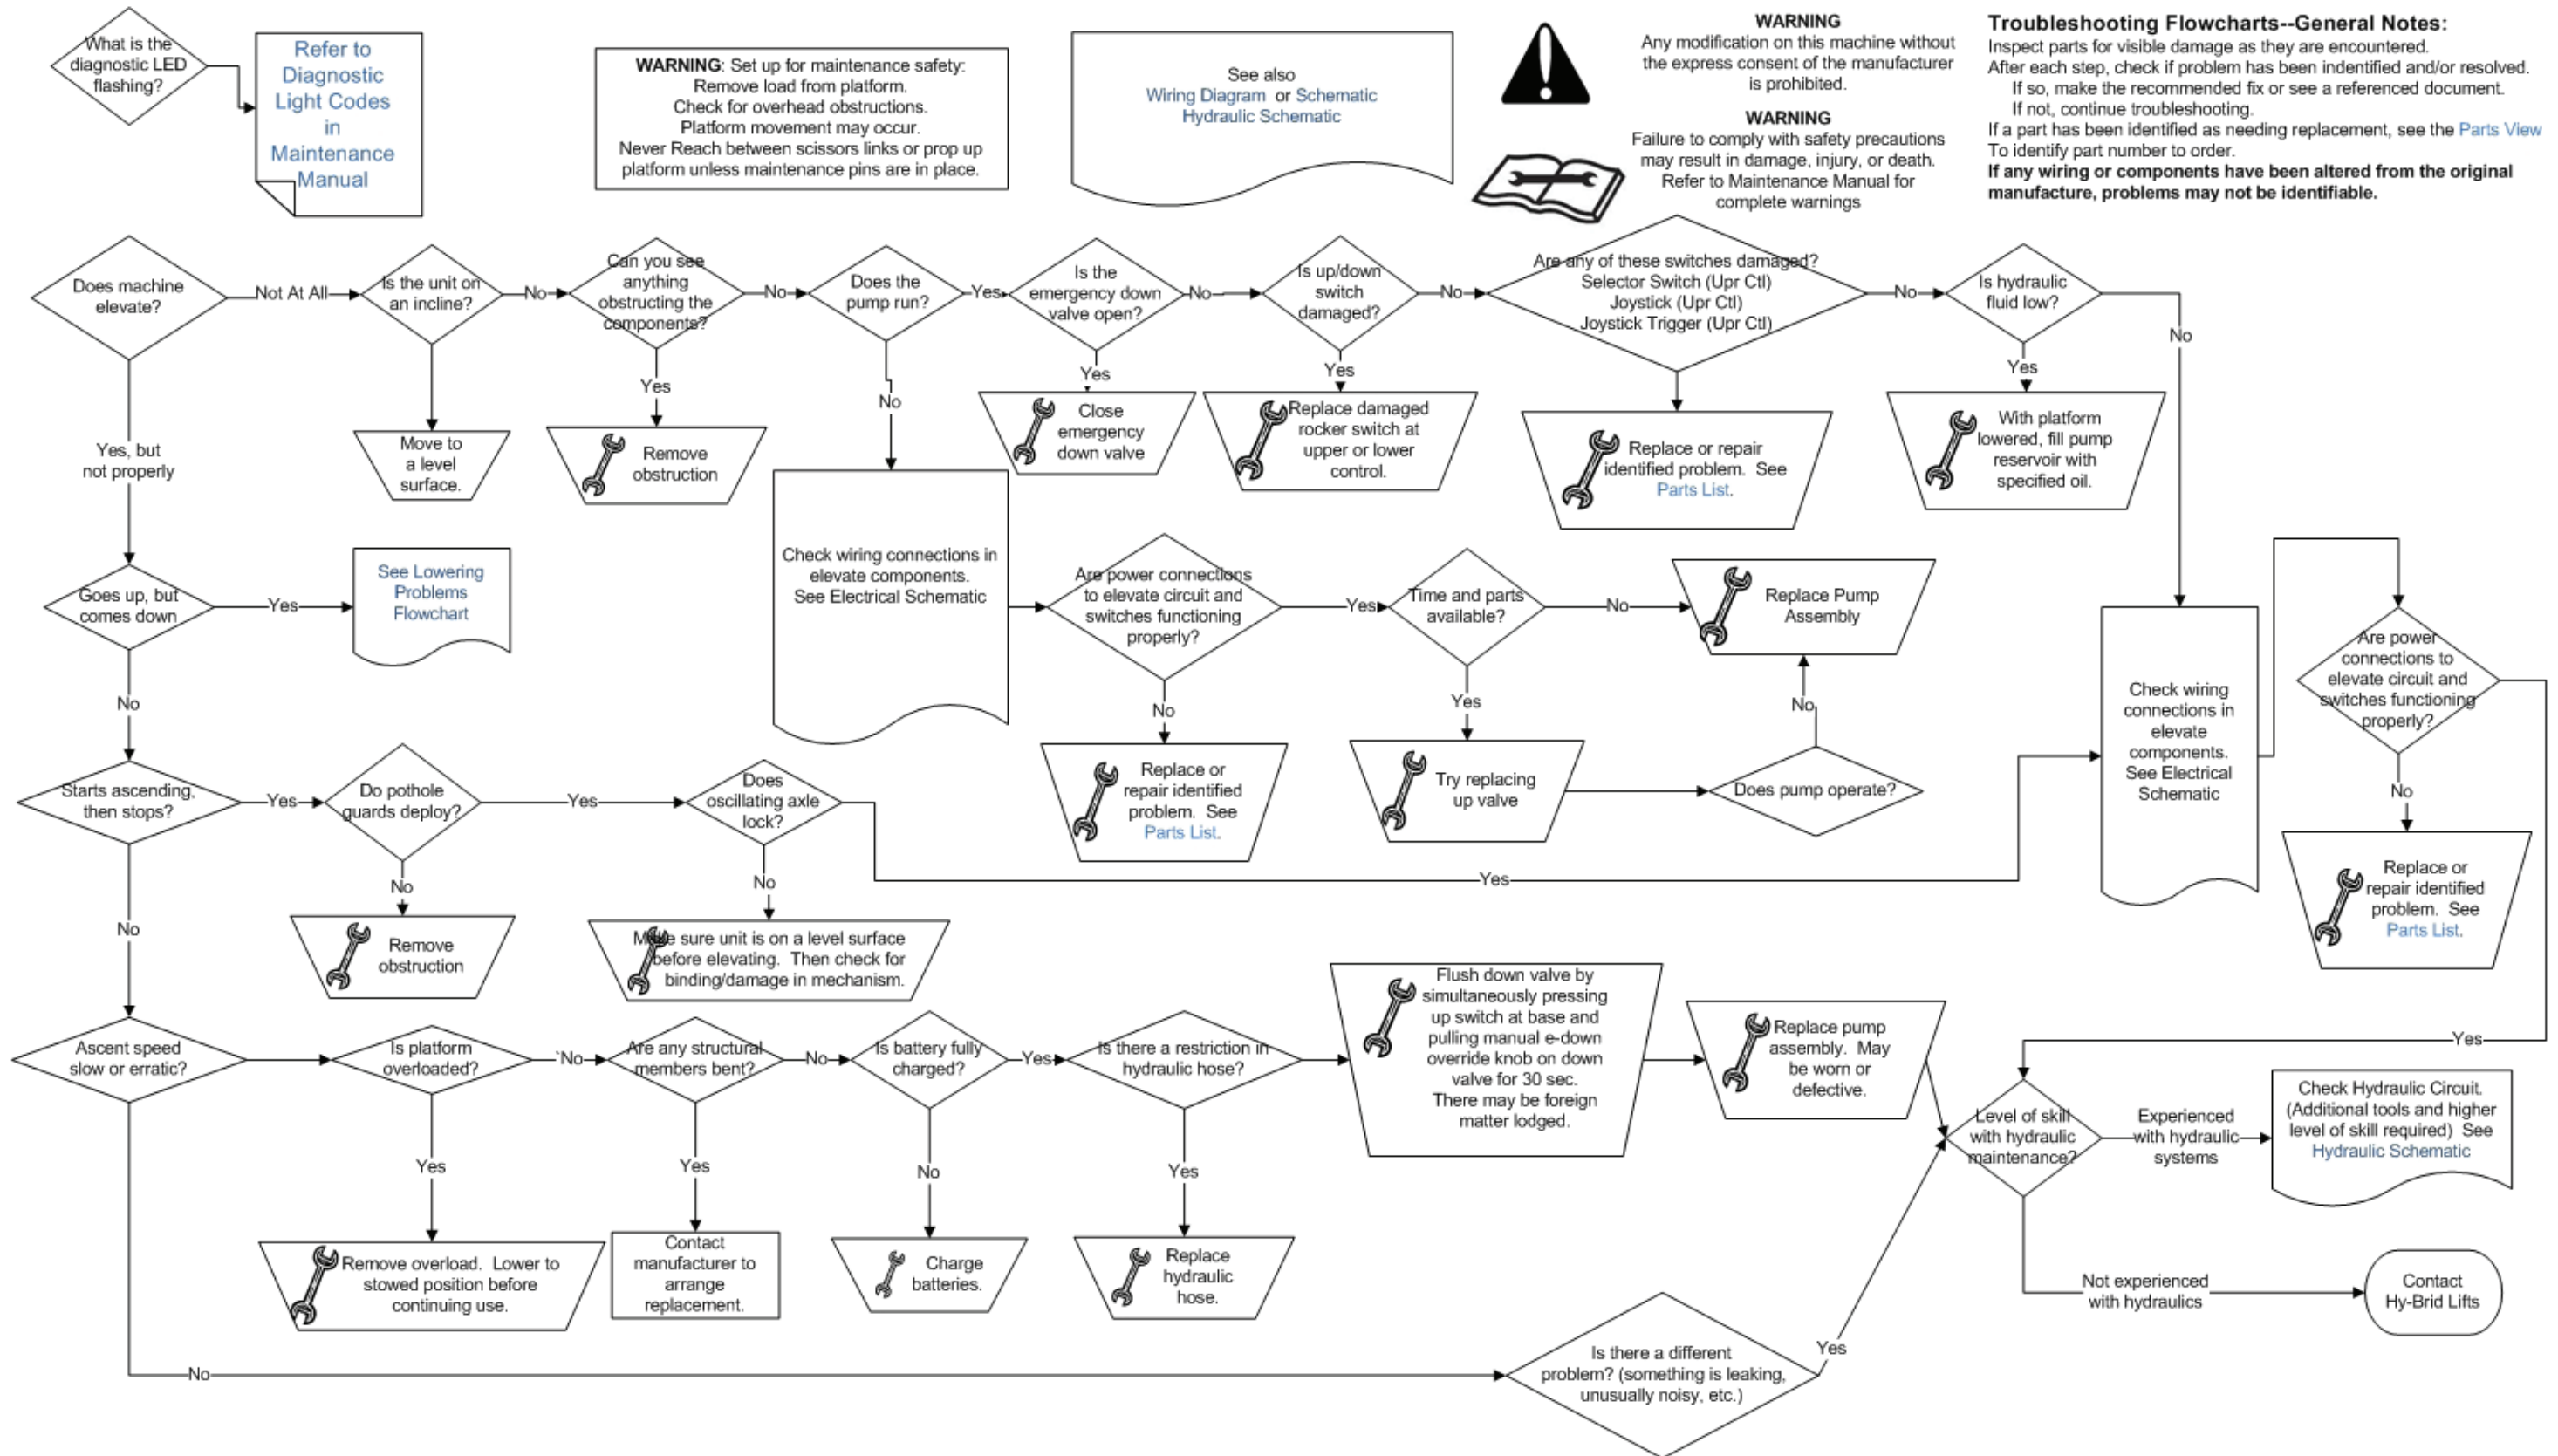 What is the
diagnostic LED
flashing?
Refer to
Diagnostic
Light Codes
in
Maintenance
Manual
WARNING: Set up for maintenance safety:
Remove load from platform.
Check for overhead obstructions.
Platform movement may occur.
Never Reach between scissors links or prop up
platform unless maintenance pins are in place.
See also
Wiring Diagram or Schematic
Hydraulic Schematic
WARNING
Any modification on this machine without
the express consent of the manufacturer
is prohibited.
WARNING
Failure to comply with safety precautions
may result in damage, injury, or death.
Refer to Maintenance Manual for
complete warnings
Troubleshooting Flowcharts--General Notes:
Inspect parts for visible damage as they are encountered.
After each step, check if problem has been indentified and/or resolved.
If so, make the recommended fix or see a referenced document.
If not, continue troubleshooting.
If a part has been identified as needing replacement, see the Parts View
To identify part number to order.
If any wiring or components have been altered from the original
manufacture, problems may not be identifiable.
Does machine
elevate?
Not At All
Is the unit on
an incline?
No
Can you see
anything
obstructing the
components?
No
Does the
pump run?
Yes
Is the
emergency down
valve open?
No
Is up/down
switch
damaged?
No
Are any of these switches damaged?
Selector Switch (Upr Ctl)
Joystick (Upr Ctl)
Joystick Trigger (Upr Ctl)
No
Is hydraulic
fluid low?
No
Yes, but
not properly
Move to
a level
surface.
Yes
Remove
obstruction
No
Yes
Close
emergency
down valve
Yes
Replace damaged
rocker switch at
upper or lower
control.
Replace or repair
identified problem. See
Parts List.
Yes
With platform
lowered, fill pump
reservoir with
specified oil.
Goes up, but
comes down
Yes
See Lowering
Problems
Flowchart
Check wiring connections in
elevate components.
See Electrical Schematic
Are power connections
to elevate circuit and
switches functioning
properly?
Yes
Time and parts
available?
No
Replace Pump
Assembly
No
Replace or
repair identified
problem. See
Parts List.
Yes
Try replacing
up valve
Does pump operate?
No
Check wiring
connections in
elevate
components.
See Electrical
Schematic
Are power
connections to
elevate circuit and
switches functioning
properly?
No
Replace or
repair identified
problem. See
Parts List.
Yes
No
Starts ascending,
then stops?
Yes
Do pothole
guards deploy?
Yes
Does
oscillating axle
lock?
Yes
No
Remove
obstruction
No
Make sure unit is on a level surface
before elevating. Then check for
binding/damage in mechanism.
No
Ascent speed
slow or erratic?
Is platform
overloaded?
`No
Are any structural
members bent?
No
Is battery fully
charged?
Yes
Is there a restriction in
hydraulic hose?
Flush down valve by
simultaneously pressing
up switch at base and
pulling manual e-down
override knob on down
valve for 30 sec.
There may be foreign
matter lodged.
Replace pump
assembly. May
be worn or
defective.
Level of skill
with hydraulic
maintenance?
Experienced
with hydraulic
systems
Check Hydraulic Circuit.
(Additional tools and higher
level of skill required) See
Hydraulic Schematic
Yes
Remove overload. Lower to
stowed position before
continuing use.
Yes
Contact
manufacturer to
arrange
replacement.
No
Charge
batteries.
Yes
Replace
hydraulic
hose.
Not experienced
with hydraulics
Contact
Hy-Brid Lifts
No
Is there a different
problem? (something is leaking,
unusually noisy, etc.)
Yes